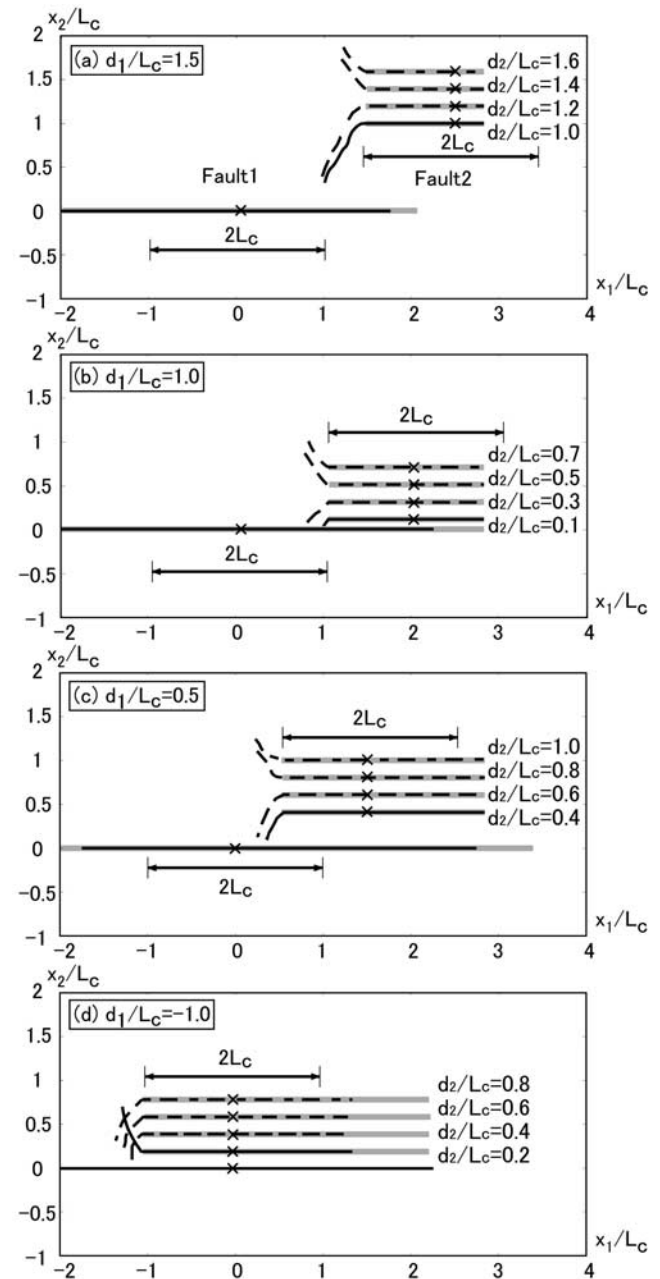 x2/Lc
2
(a) d1/Lc=1.5
d2/Lc=1.6
1.5
d2/Lc=1.4
d2/Lc=1.2
1
d2/Lc=1.0
2Lc
0.5
Fault1
Fault2
0
2Lc
-0.5
x1/Lc
-1
-2 -1 0 1 2 3 4
x2/Lc
2
(b) d1/Lc=1.0
1.5
2Lc
1
d2/Lc=0.7
0.5
d2/Lc=0.5
d2/Lc=0.3
0
d2/Lc=0.1
2Lc
-0.5
x1/Lc
-1
-2 -1 0 1 2 3 4
x2/Lc
2
(c) d1/Lc=0.5
1.5
2Lc
d2/Lc=1.0
1
d2/Lc=0.8
d2/Lc=0.6
0.5
d2/Lc=0.4
0
2Lc
-0.5
x1/Lc
-1
-2 -1 0 1 2 3 4
x2/Lc
2
(d) d1/Lc=-1.0
1.5
2Lc
1
d2/Lc=0.8
d2/Lc=0.6
0.5
d2/Lc=0.4
d2/Lc=0.2
0
-0.5
x1/Lc
-1
-2 -1 0 1 2 3 4